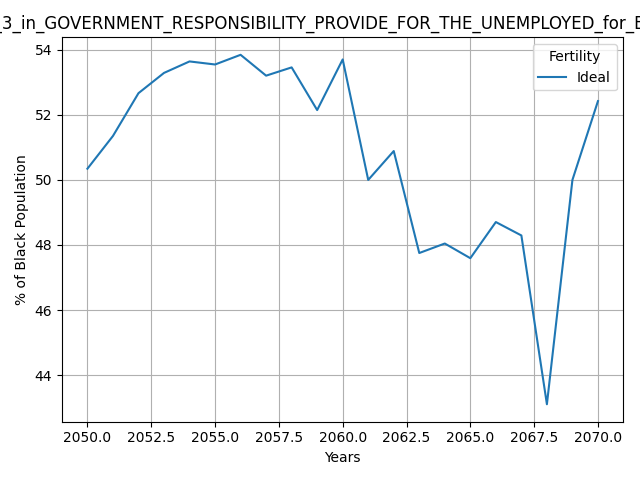 _3_in_GOVERNMENT_RESPONSIBILITY_PROVIDE_FOR_THE_UNEMPLOYED_for_
Fertility
Ideal
% of Black Population
54
52
50
48
46
44
2050.0 2052.5 2055.0 2057.5 2060.0 2062.5 2065.0 2067.5 2070.0
Years